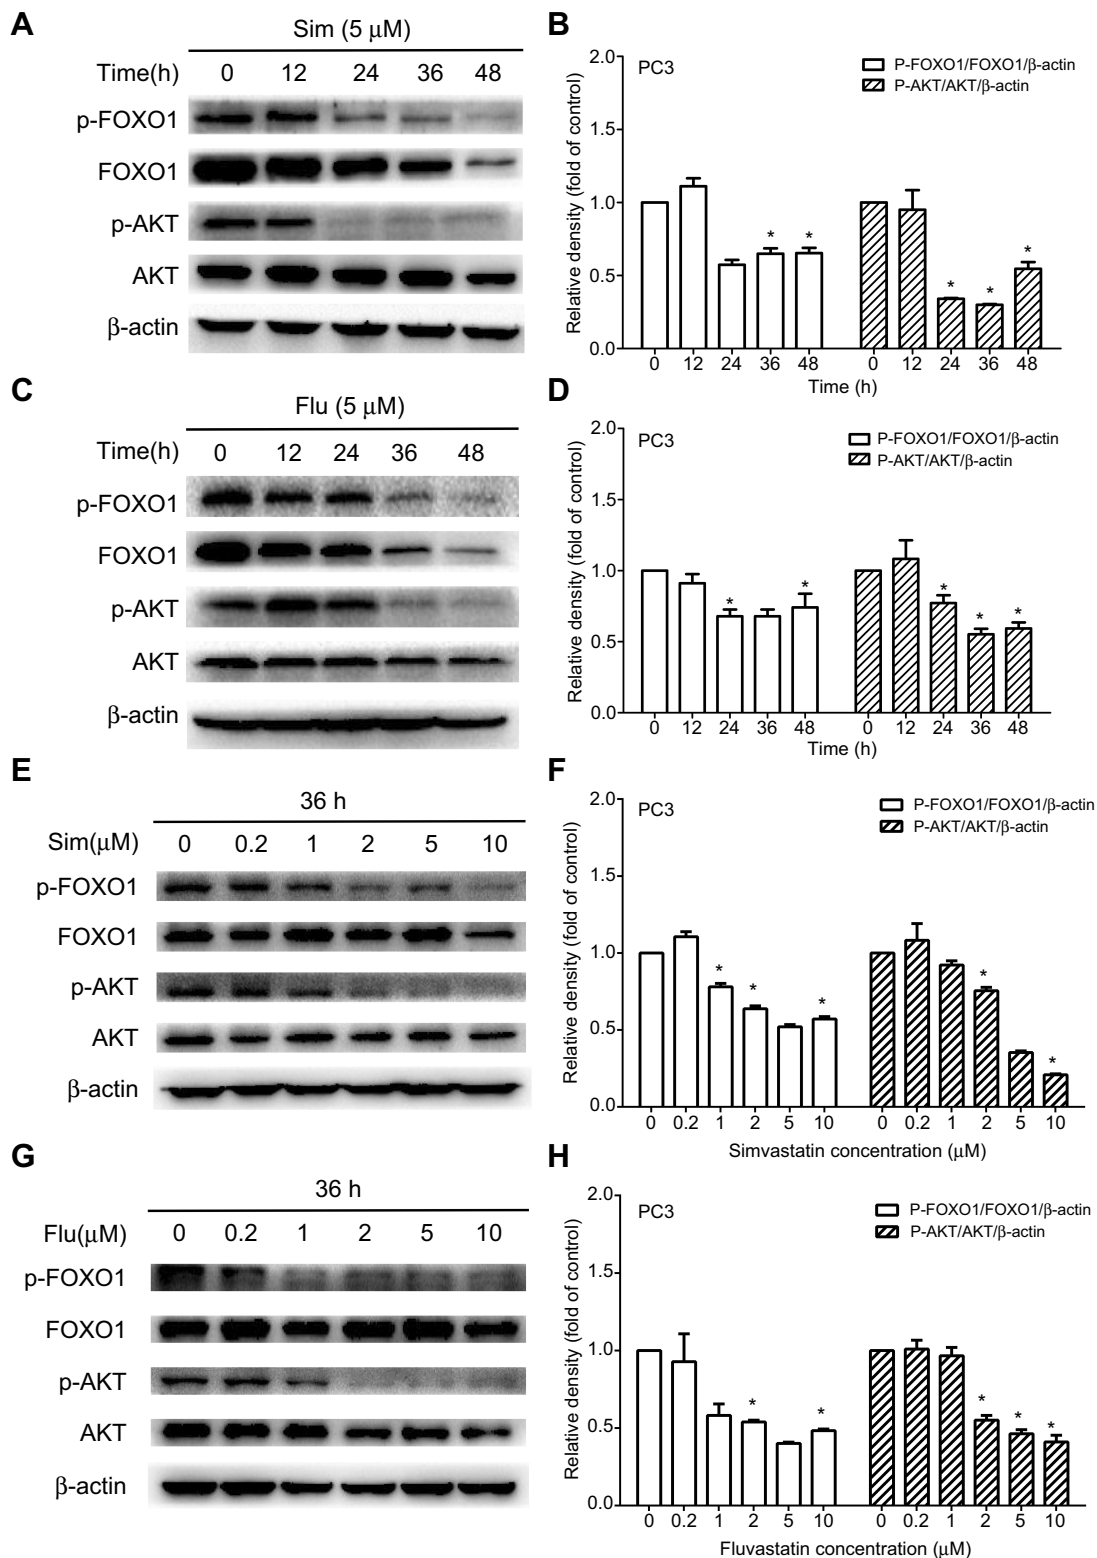 A
Sim (5 μM)
Time(h) 0 12 24 36 48
p-FOXO1
FOXO1
p-AKT
AKT
β-actin
B
PC3
P-FOXO1/FOXO1/β-actin
P-AKT/AKT/β-actin
Relative density (fold of control)
2.0
1.5
1.0
0.5
0.0
* *
* * *
0 12 24 36 48 0 12 24 36 48
Time (h)
C
Flu (5 μM)
Time(h) 0 12 24 36 48
p-FOXO1
FOXO1
p-AKT
AKT
β-actin
D
PC3
P-FOXO1/FOXO1/β-actin
P-AKT/AKT/β-actin
Relative density (fold of control)
2.0
1.5
1.0
0.5
0.0
* *
* * *
0 12 24 36 48 0 12 24 36 48
Time (h)
E
36 h
Sim(μM) 0 0.2 1 2 5 10
p-FOXO1
FOXO1
p-AKT
AKT
β-actin
F
PC3
P-FOXO1/FOXO1/β-actin
P-AKT/AKT/β-actin
Relative density (fold of control)
2.0
1.5
1.0
0.5
0.0
* * *
* *
0 0.2 1 2 5 10 0 0.2 1 2 5 10
Simvastatin concentration (μM)
G
36 h
Flu(μM) 0 0.2 1 2 5 10
p-FOXO1
FOXO1
p-AKT
AKT
β-actin
H
PC3
P-FOXO1/FOXO1/β-actin
P-AKT/AKT/β-actin
Relative density (fold of control)
2.0
1.5
1.0
0.5
0.0
* *
* * *
0 0.2 1 2 5 10 0 0.2 1 2 5 10
Fluvastatin concentration (μM)